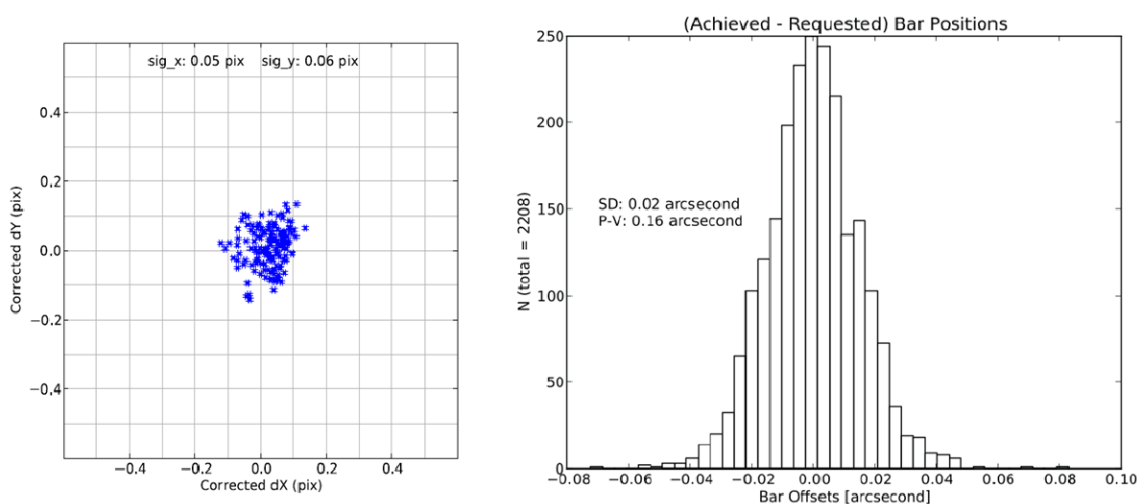 sig_x: 0.05 pix sig_y: 0.06 pix
Corrected dY (pix)
0.4
0.2
0.0
−0.2
−0.4
−0.4 −0.2 0.0 0.2 0.4
Corrected dX (pix)
(Achieved - Requested) Bar Positions
N (total = 2208)
250
200
150
100
50
0
SD: 0.02 arcsecond
P-V: 0.16 arcsecond
−0.08 −0.06 −0.04 −0.02 0.00 0.02 0.04 0.06 0.08 0.10
Bar Offsets [arcsecond]